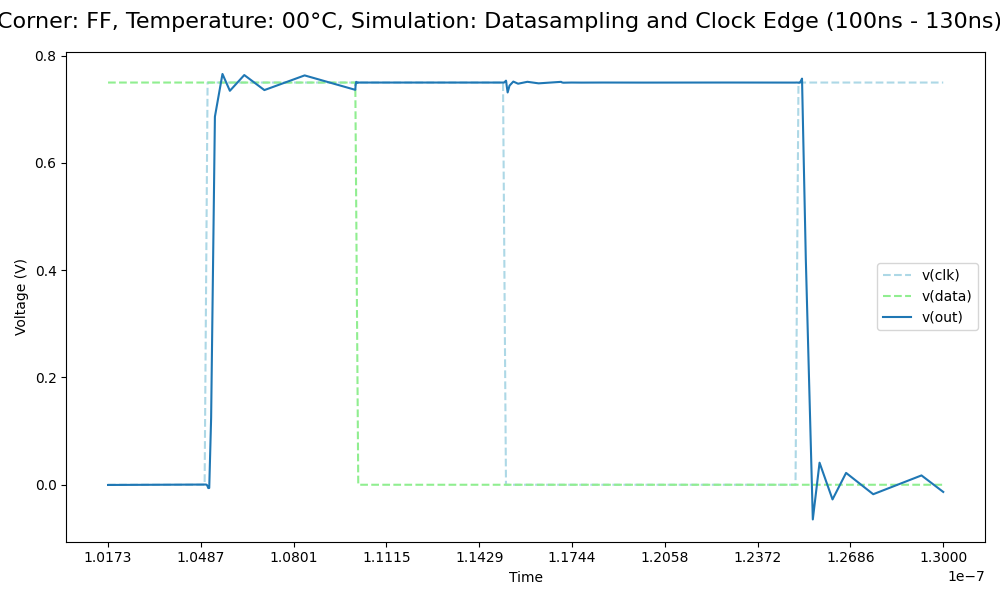 Corner: FF, Temperature: 00°C, Simulation: Datasampling and Clock Edge (100ns - 130ns)
0.8
0.6
0.4
0.2
0.0
Voltage (V)
v(clk)
v(data)
v(out)
1.0173 1.0487 1.0801 1.1115 1.1429 1.1744 1.2058 1.2372 1.2686 1.3000
Time
1e−7